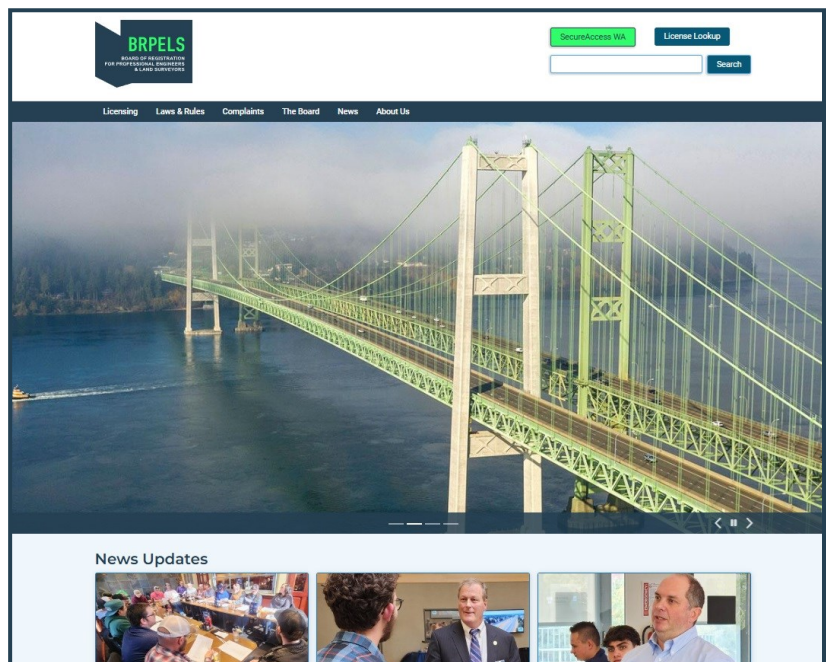 BRPELS
BOARD OF REGISTRATION
FOR PROFESSIONAL ENGINEERS
& LAND SURVEYORS
SecureAccess WA
License Lookup
Search
Licensing
Laws & Rules
Complaints
The Board
News
About Us
News Updates